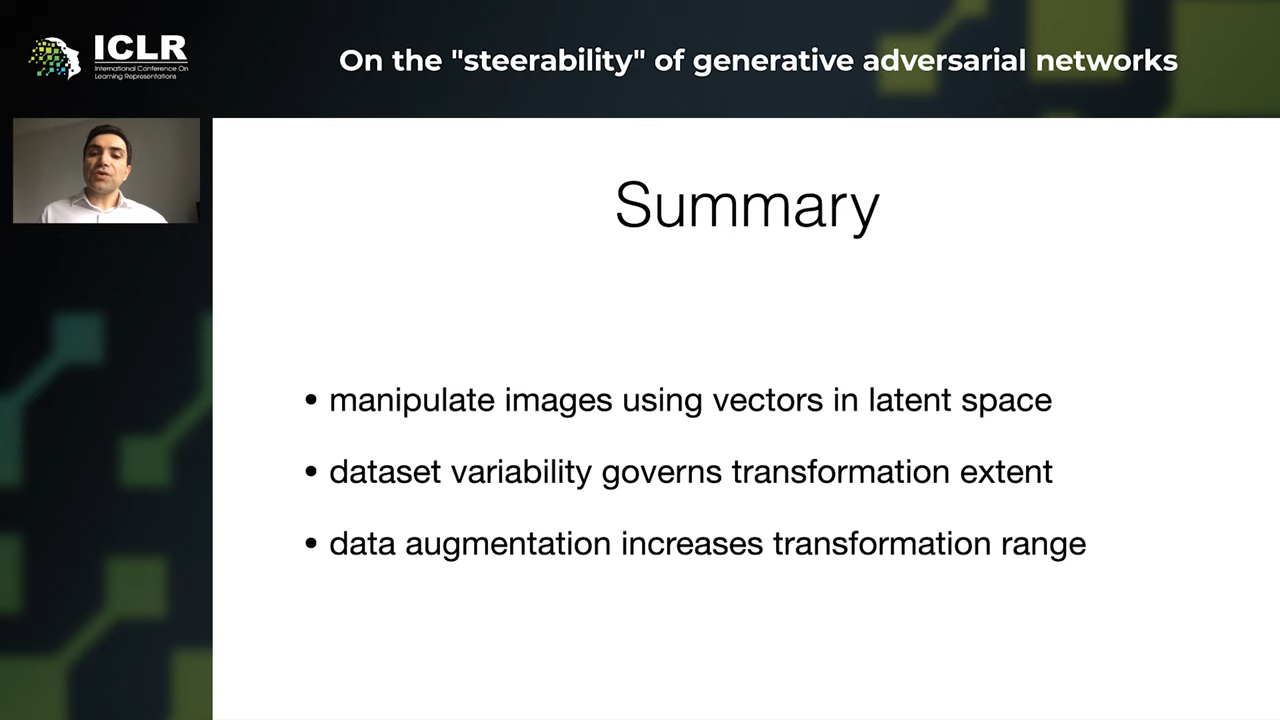 ICLR
International Conference On
Learning Representations
On the "steerability" of generative adversarial networks
Summary
• manipulate images using vectors in latent space
• dataset variability governs transformation extent
• data augmentation increases transformation range